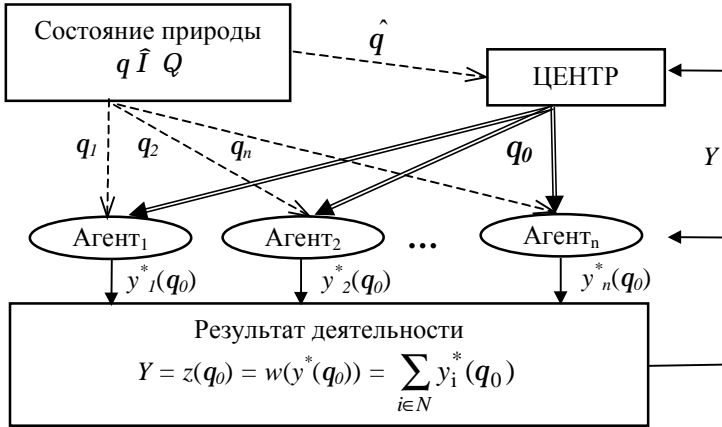 Состояние природы
q Î Q
q̂
ЦЕНТР
q₁
q₂
qₙ
q₀
Y
Агент₁
Агент₂
...
Агентₙ
y*₁(q₀)
y*₂(q₀)
y*ₙ(q₀)
Результат деятельности
Y = z(q₀) = w(y*(q₀)) = ∑ i∈N yᵢ*(q₀)